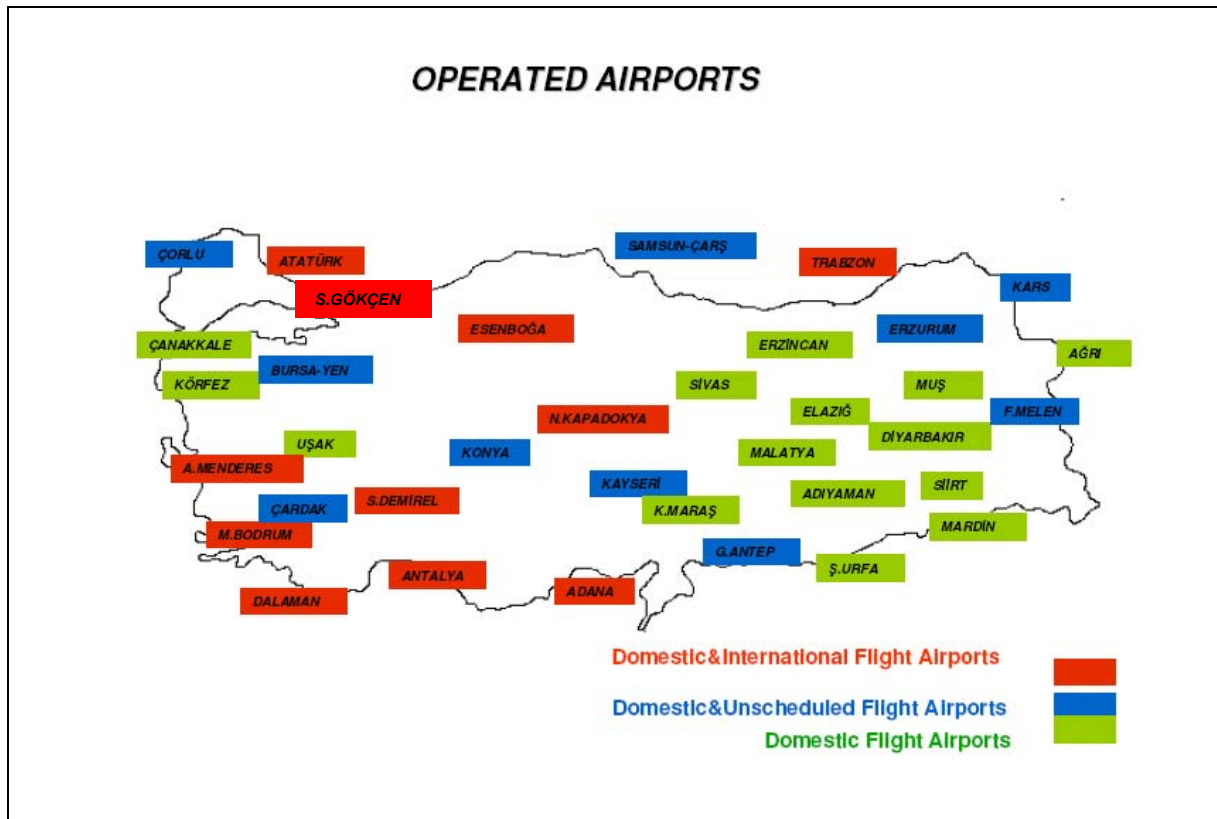 OPERATED AIRPORTS
ÇORLU
ATATÜRK
SAMSUN-ÇARŞ
TRABZON
S.GÖKÇEN
KARS
ESENBOĞA
ERZURUM
ÇANAKKALE
ERZİNCAN
AĞRI
BURSA-YEN
KÖRFEZ
SİVAS
MUŞ
N.KAPADOKYA
ELAZIĞ
F.MELEN
UŞAK
DİYARBAKIR
KONYA
MALATYA
A.MENDERES
KAYSERİ
SİİRT
S.DEMİREL
ADIYAMAN
ÇARDAK
K.MARAŞ
MARDİN
M.BODRUM
G.ANTEP
Ş.URFA
ANTALYA
ADANA
DALAMAN
Domestic&International Flight Airports
Domestic&Unscheduled Flight Airports
Domestic Flight Airports